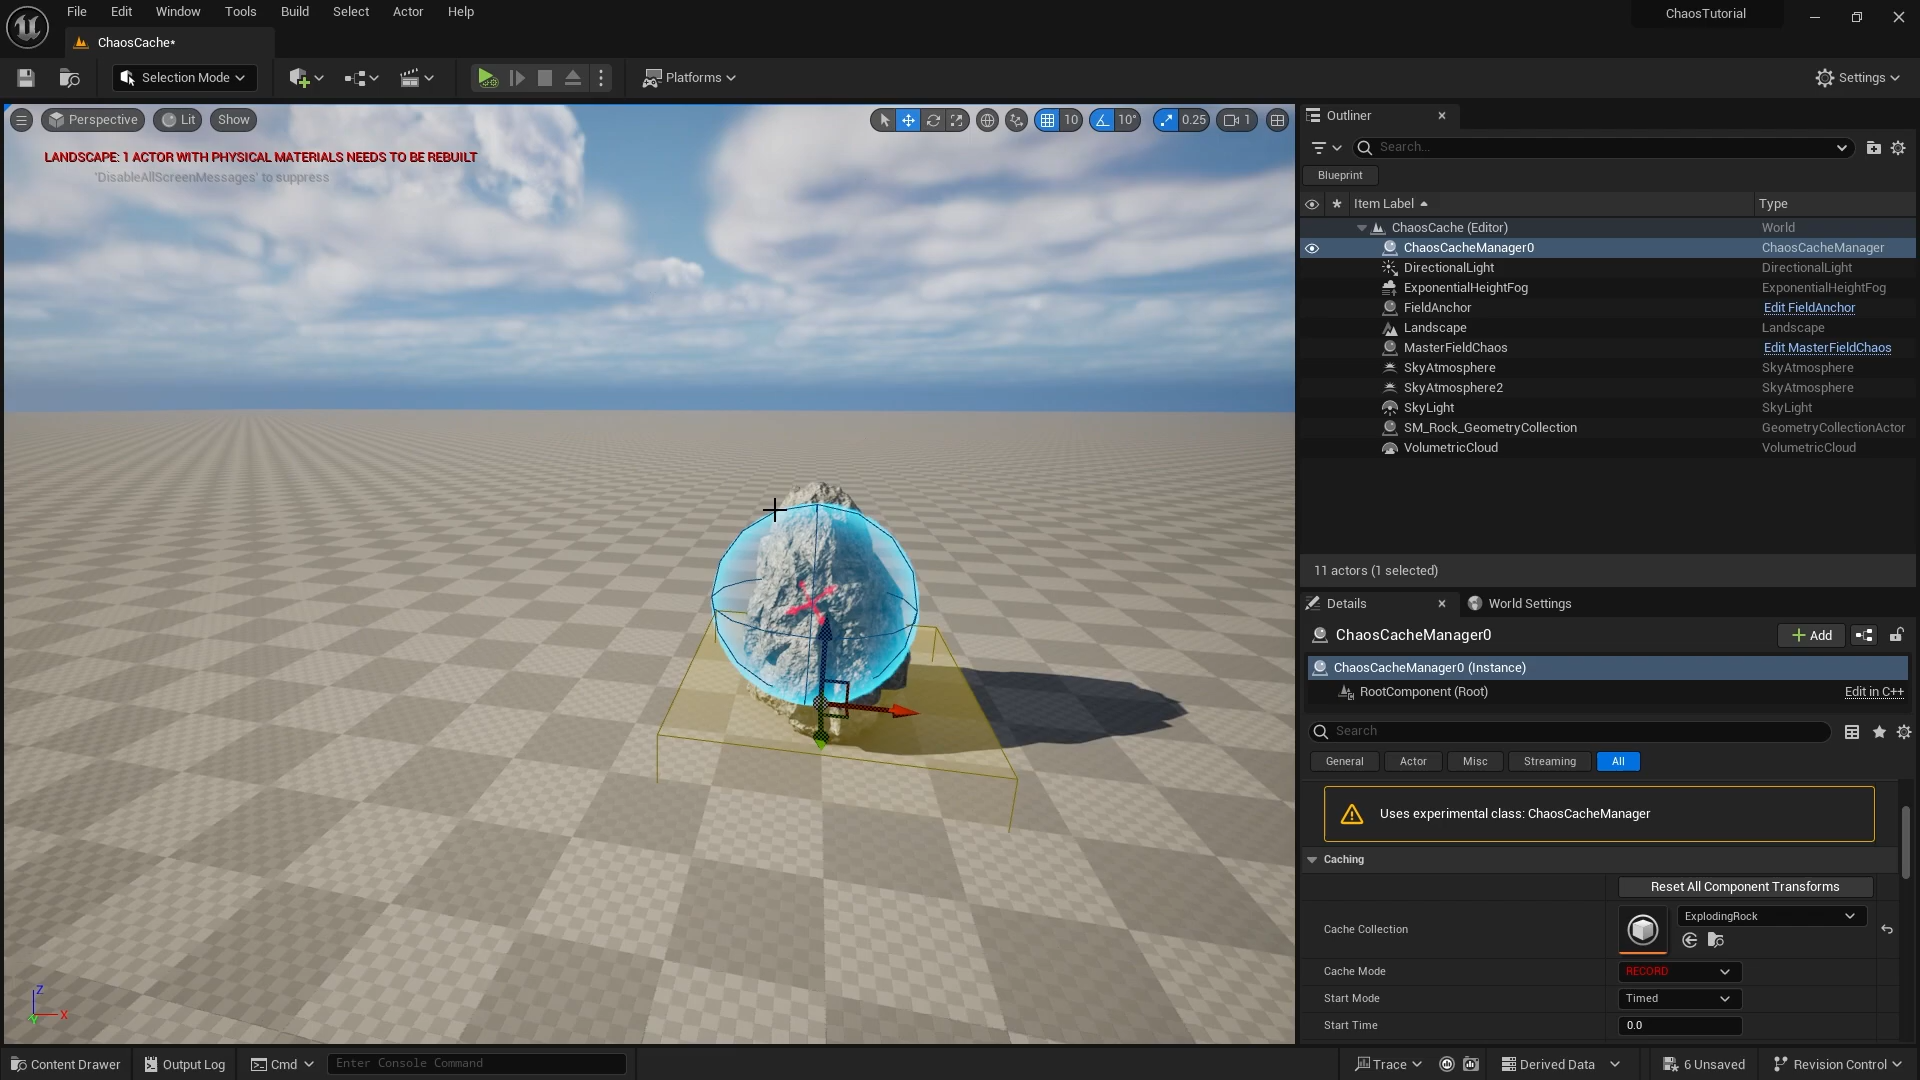 File Edit Window Tools Build Select Actor Help
ChaosTutorial
ChaosCache*
Selection Mode
Platforms
Settings
Perspective Lit Show
10 10° 0.25 1
LANDSCAPE: 1 ACTOR WITH PHYSICAL MATERIALS NEEDS TO BE REBUILT
'DisableAllScreenMessages' to suppress
Outliner
Search...
Blueprint
Item Label Type
ChaosCache (Editor) World
ChaosCacheManager0 ChaosCacheManager
DirectionalLight DirectionalLight
ExponentialHeightFog ExponentialHeightFog
FieldAnchor Edit FieldAnchor
Landscape Landscape
MasterFieldChaos Edit MasterFieldChaos
SkyAtmosphere SkyAtmosphere
SkyAtmosphere2 SkyAtmosphere
SkyLight SkyLight
SM_Rock_GeometryCollection GeometryCollectionActor
VolumetricCloud VolumetricCloud
11 actors (1 selected)
Details World Settings
ChaosCacheManager0 Add
ChaosCacheManager0 (Instance)
RootComponent (Root) Edit in C++
Search
General Actor Misc Streaming All
Uses experimental class: ChaosCacheManager
Caching
Reset All Component Transforms
Cache Collection ExplodingRock
Cache Mode RECORD
Start Mode Timed
Start Time 0.0
Z
X
Y
Content Drawer Output Log Cmd Enter Console Command Trace Derived Data 6 Unsaved Revision Control